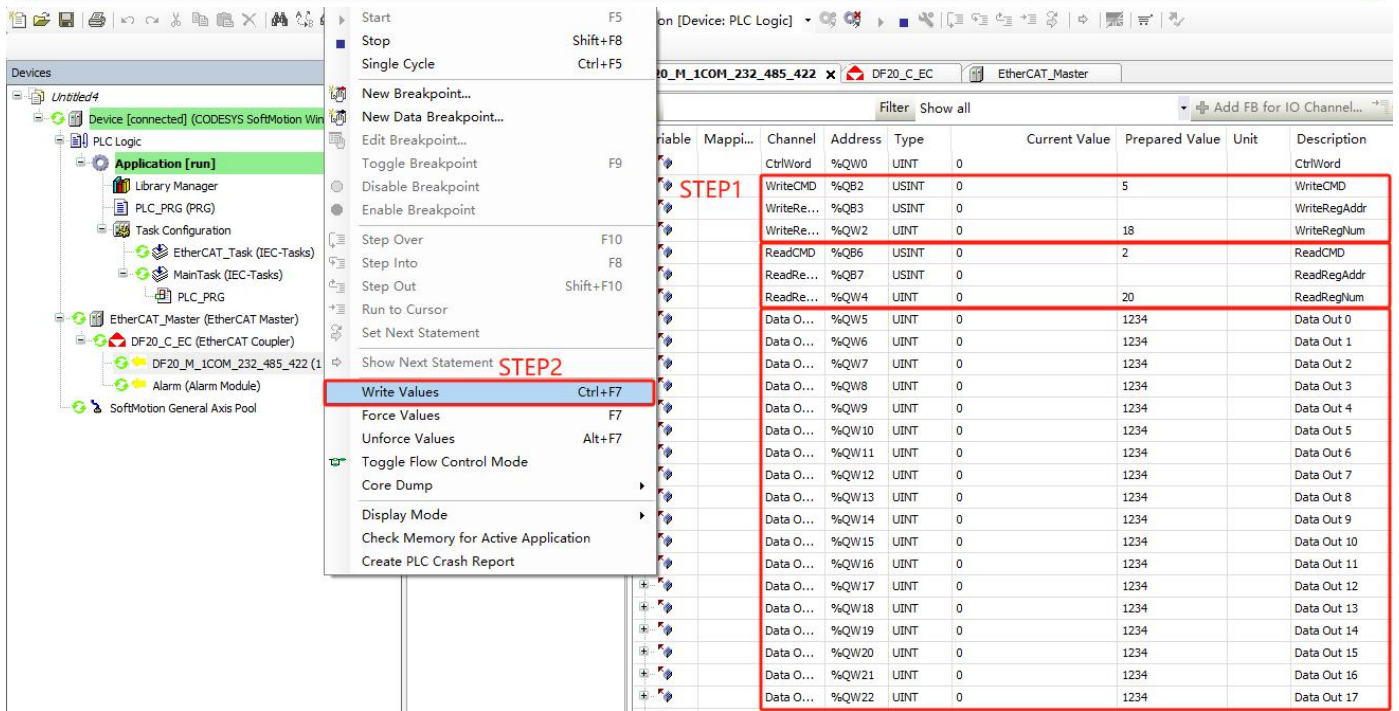 Start F5
Stop Shift+F8
Single Cycle Ctrl+F5
New Breakpoint...
New Data Breakpoint...
Edit Breakpoint...
Toggle Breakpoint F9
Disable Breakpoint
Enable Breakpoint
Step Over F10
Step Into F8
Step Out Shift+F10
Run to Cursor
Set Next Statement
Show Next Statement
STEP2
Write Values Ctrl+F7
Force Values F7
Unforce Values Alt+F7
Toggle Flow Control Mode
Core Dump
Display Mode
Check Memory for Active Application
Create PLC Crash Report
on [Device: PLC Logic]
Devices
Untitled4
Device [connected] (CODESYS SoftMotion Win
PLC Logic
Application [run]
Library Manager
PLC_PRG (PRG)
Task Configuration
EtherCAT_Task (IEC-Tasks)
MainTask (IEC-Tasks)
PLC_PRG
EtherCAT_Master (EtherCAT Master)
DF20_C_EC (EtherCAT Coupler)
DF20_M_1COM_232_485_422 (1
Alarm (Alarm Module)
SoftMotion General Axis Pool
20_M_1COM_232_485_422 DF20_C_EC EtherCAT_Master
Filter Show all Add FB for IO Channel...
riable Mappi... Channel Address Type Current Value Prepared Value Unit Description
CtrlWord %QW0 UINT 0 CtrlWord
STEP1
WriteCMD %QB2 USINT 0 5 WriteCMD
WriteRe... %QB3 USINT 0 WriteRegAddr
WriteRe... %QW2 UINT 0 18 WriteRegNum
ReadCMD %QB6 USINT 0 2 ReadCMD
ReadRe... %QB7 USINT 0 ReadRegAddr
ReadRe... %QW4 UINT 0 20 ReadRegNum
Data O... %QW5 UINT 0 1234 Data Out 0
Data O... %QW6 UINT 0 1234 Data Out 1
Data O... %QW7 UINT 0 1234 Data Out 2
Data O... %QW8 UINT 0 1234 Data Out 3
Data O... %QW9 UINT 0 1234 Data Out 4
Data O... %QW10 UINT 0 1234 Data Out 5
Data O... %QW11 UINT 0 1234 Data Out 6
Data O... %QW12 UINT 0 1234 Data Out 7
Data O... %QW13 UINT 0 1234 Data Out 8
Data O... %QW14 UINT 0 1234 Data Out 9
Data O... %QW15 UINT 0 1234 Data Out 10
Data O... %QW16 UINT 0 1234 Data Out 11
Data O... %QW17 UINT 0 1234 Data Out 12
Data O... %QW18 UINT 0 1234 Data Out 13
Data O... %QW19 UINT 0 1234 Data Out 14
Data O... %QW20 UINT 0 1234 Data Out 15
Data O... %QW21 UINT 0 1234 Data Out 16
Data O... %QW22 UINT 0 1234 Data Out 17